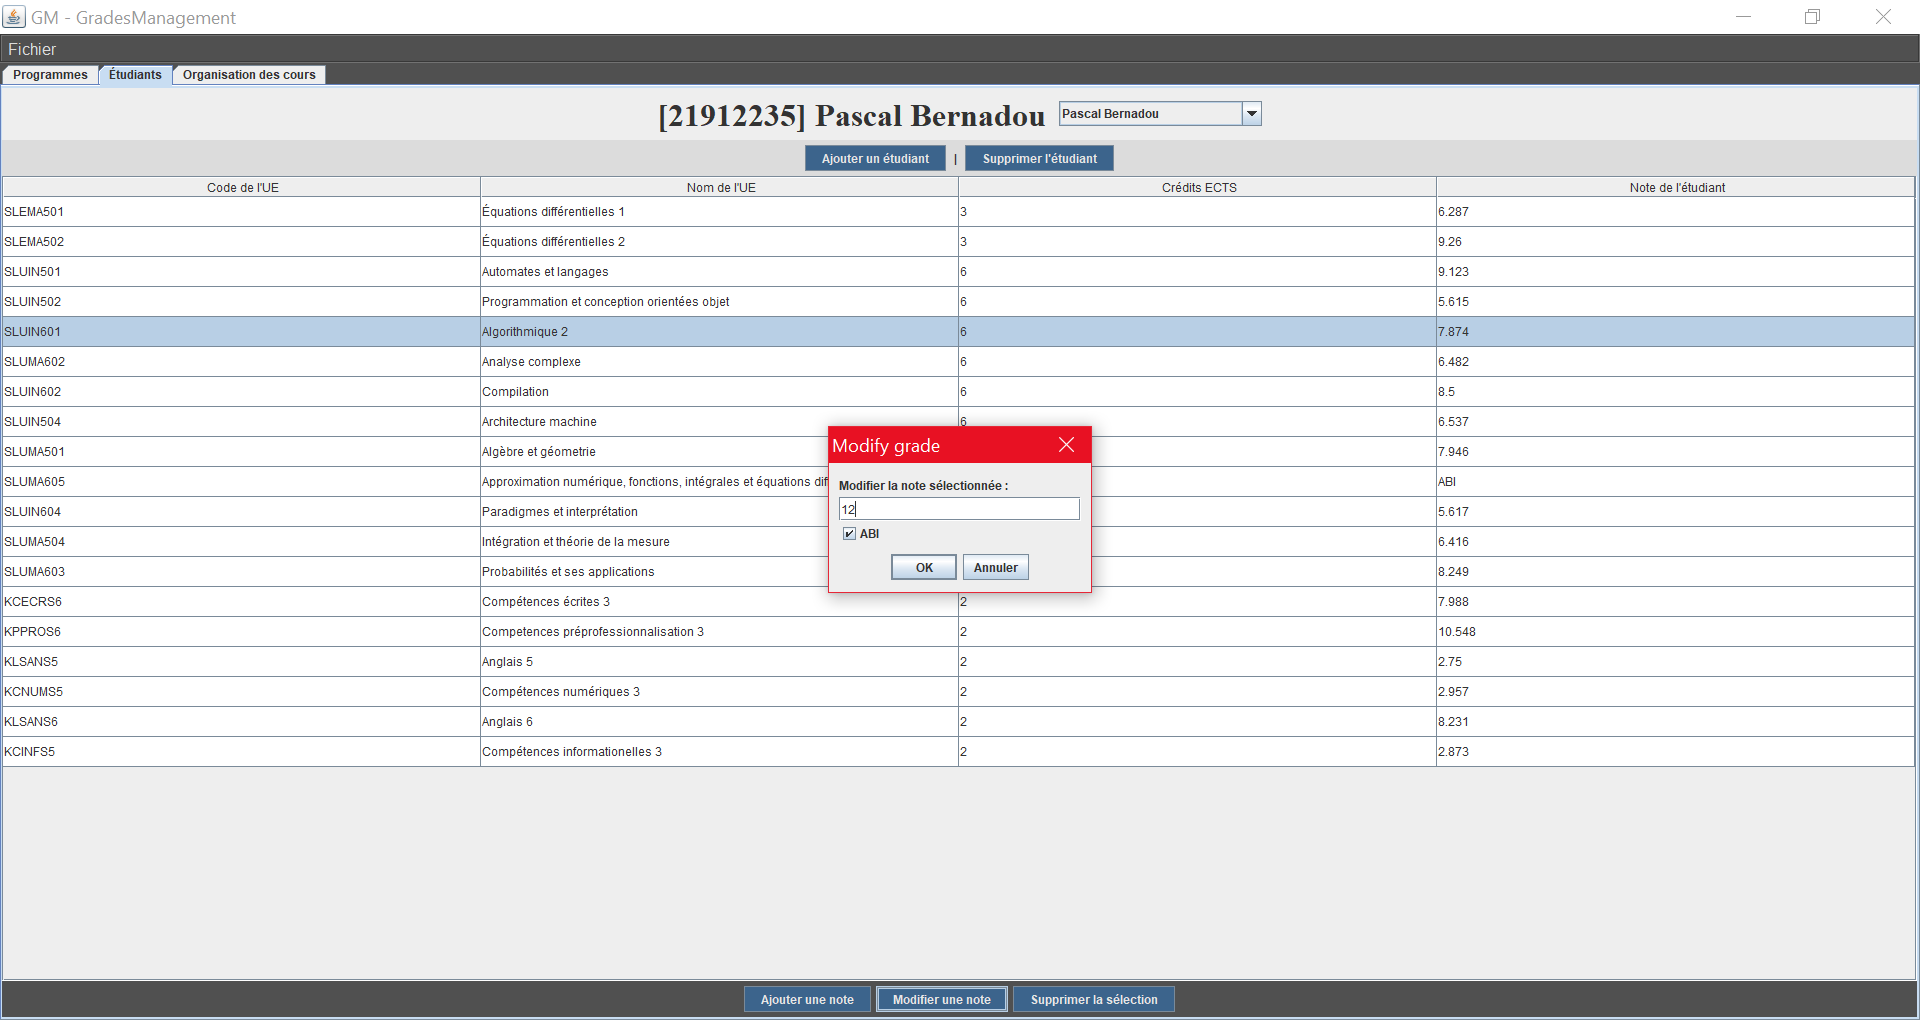 GM - GradesManagement
Fichier
Programmes Étudiants Organisation des cours
[21912235] Pascal Bernadou Pascal Bernadou
Ajouter un étudiant | Supprimer l'étudiant
Code de l'UE Nom de l'UE Crédits ECTS Note de l'étudiant
SLEMA501 Équations différentielles 1 3 6.287
SLEMA502 Équations différentielles 2 3 9.26
SLUIN501 Automates et langages 6 9.123
SLUIN502 Programmation et conception orientées objet 6 5.615
SLUIN601 Algorithmique 2 6 7.874
SLUMA602 Analyse complexe 6 6.482
SLUIN602 Compilation 6 8.5
SLUIN504 Architecture machine 6 6.537
SLUMA501 Algèbre et géometrie 7.946
SLUMA605 Approximation numérique, fonctions, intégrales et équations dif ABI
SLUIN604 Paradigmes et interprétation 5.617
SLUMA504 Intégration et théorie de la mesure 6.416
SLUMA603 Probabilités et ses applications 8.249
KCECRS6 Compétences écrites 3 2 7.988
KPPROS6 Competences préprofessionnalisation 3 2 10.548
KLSANS5 Anglais 5 2 2.75
KCNUMS5 Compétences numériques 3 2 2.957
KLSANS6 Anglais 6 2 8.231
KCINFS5 Compétences informationelles 3 2 2.873
Modify grade
Modifier la note sélectionnée :
12
ABI
OK Annuler
Ajouter une note Modifier une note Supprimer la sélection